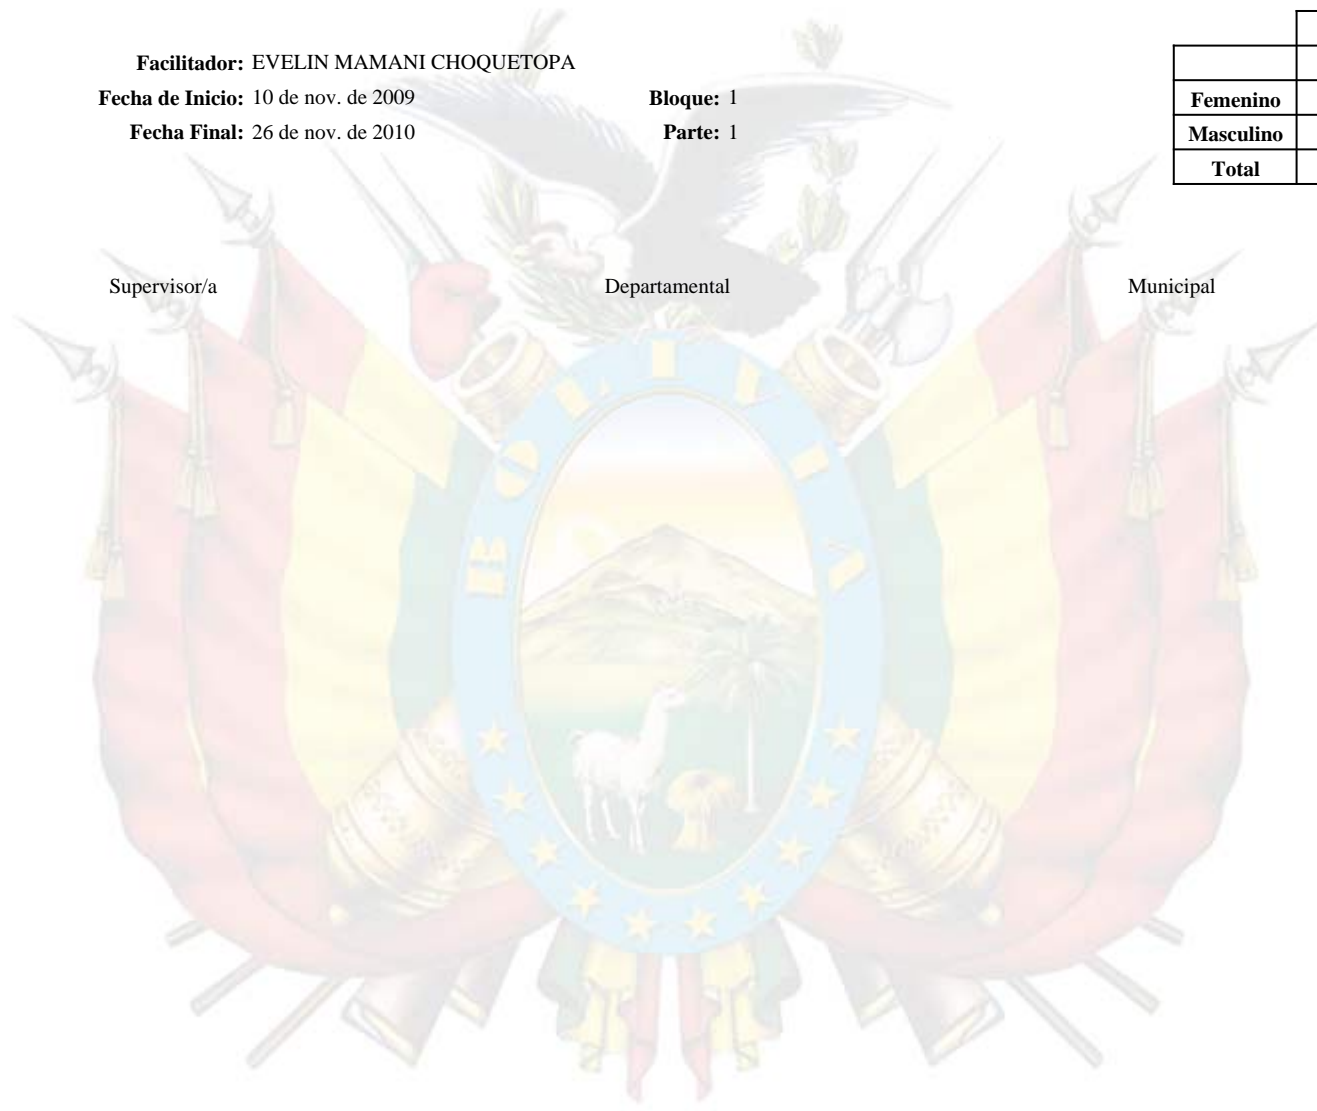 Facilitador: EVELIN MAMANI CHOQUETOPA
Fecha de Inicio: 10 de nov. de 2009 Bloque: 1
Femenino
Fecha Final: 26 de nov. de 2010 Parte: 1
Masculino
Total
Supervisor/a Departamental Municipal
BOLIVIA